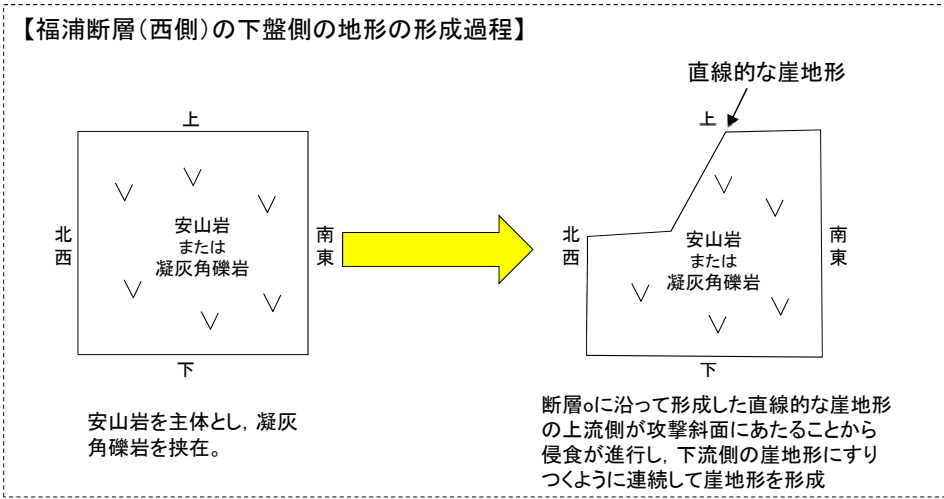 【福浦断層(西側)の下盤側の地形の形成過程】
直線的な崖地形
上
北西
安山岩
または
凝灰角礫岩
南東
下
安山岩を主体とし，凝灰
角礫岩を挟在。
上
北西
安山岩
または
凝灰角礫岩
南東
下
断層oに沿って形成した直線的な崖地形
の上流側が攻撃斜面にあたることから
侵食が進行し，下流側の崖地形にすり
つくように連続して崖地形を形成